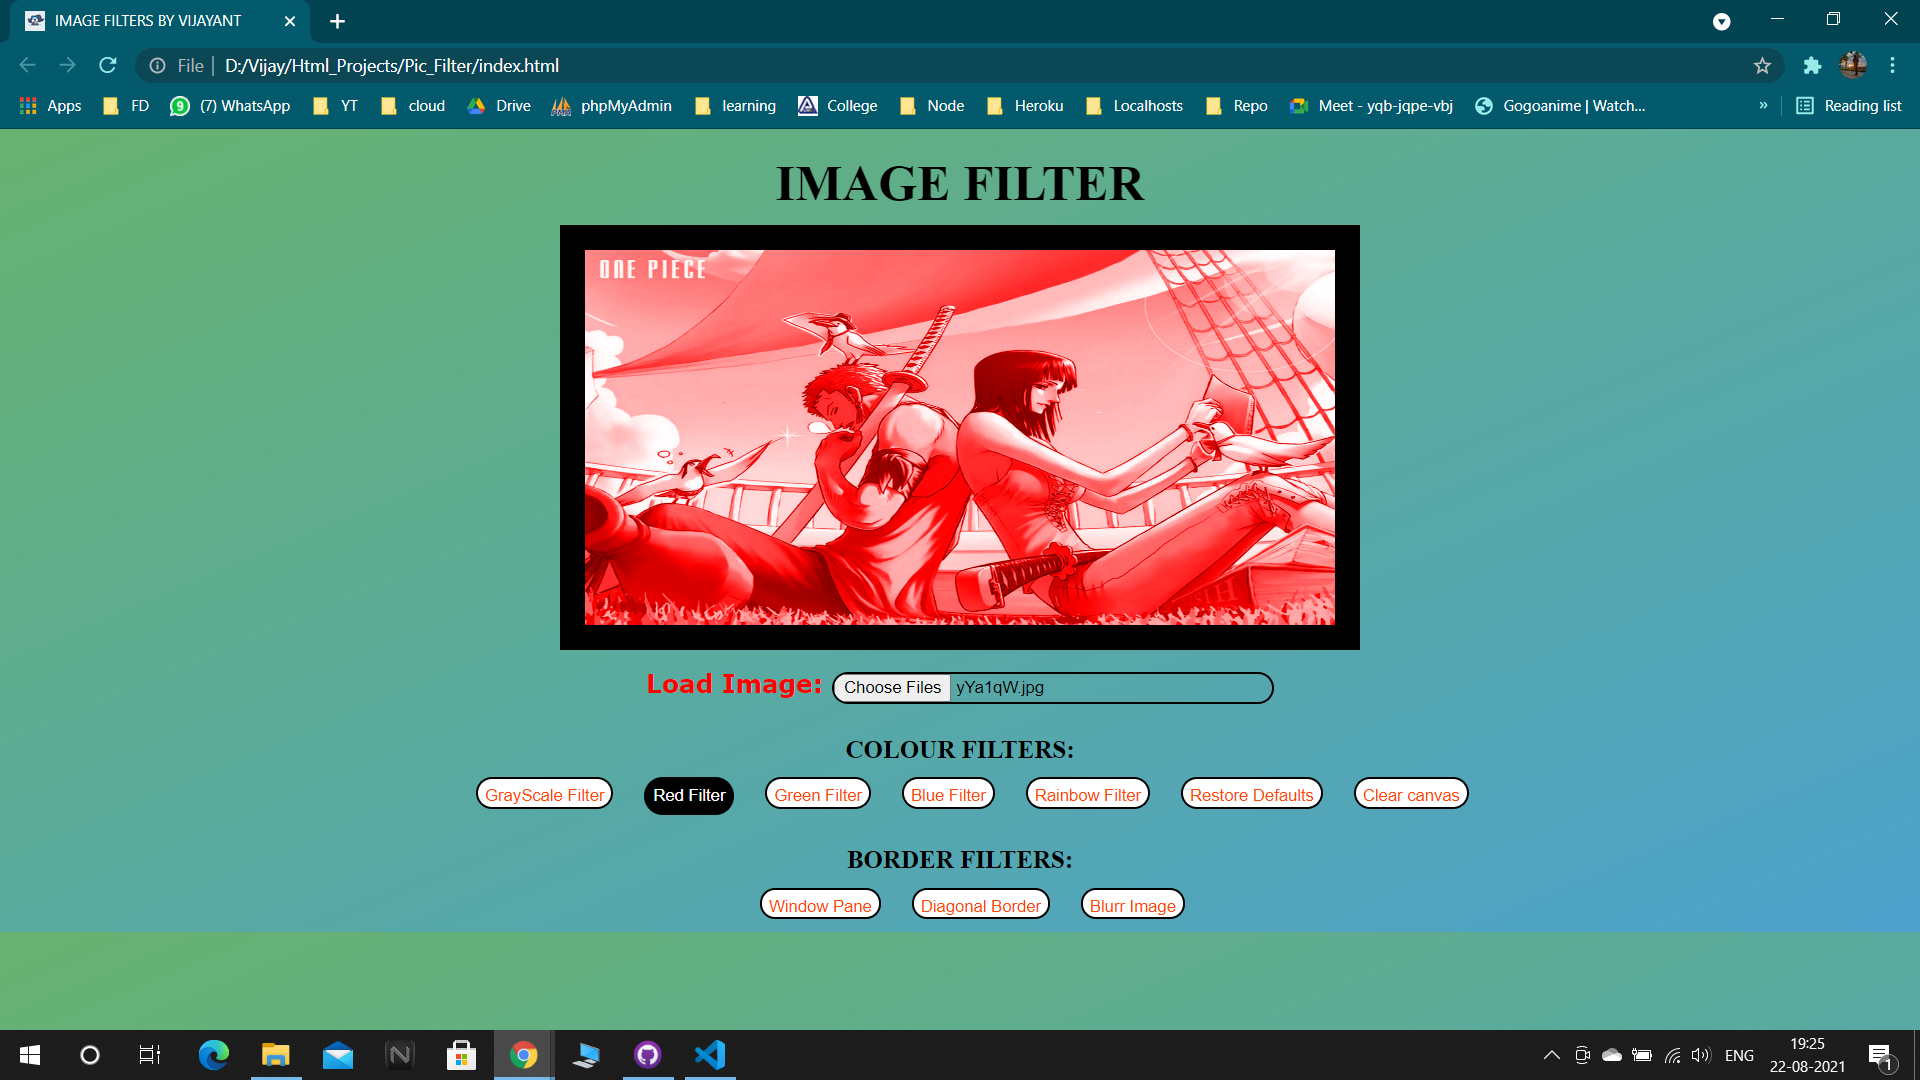 IMAGE FILTERS BY VIJAYANT
File | D:/Vijay/Html_Projects/Pic_Filter/index.html
Apps FD (7) WhatsApp YT cloud Drive phpMyAdmin learning College Node Heroku Localhosts Repo Meet - yqb-jqpe-vbj Gogoanime | Watch... » Reading list
IMAGE FILTER
ONE PIECE
Load Image: Choose Files yYa1qW.jpg
COLOUR FILTERS:
GrayScale Filter Red Filter Green Filter Blue Filter Rainbow Filter Restore Defaults Clear canvas
BORDER FILTERS:
Window Pane Diagonal Border Blurr Image
ENG 19:25
22-08-2021 1